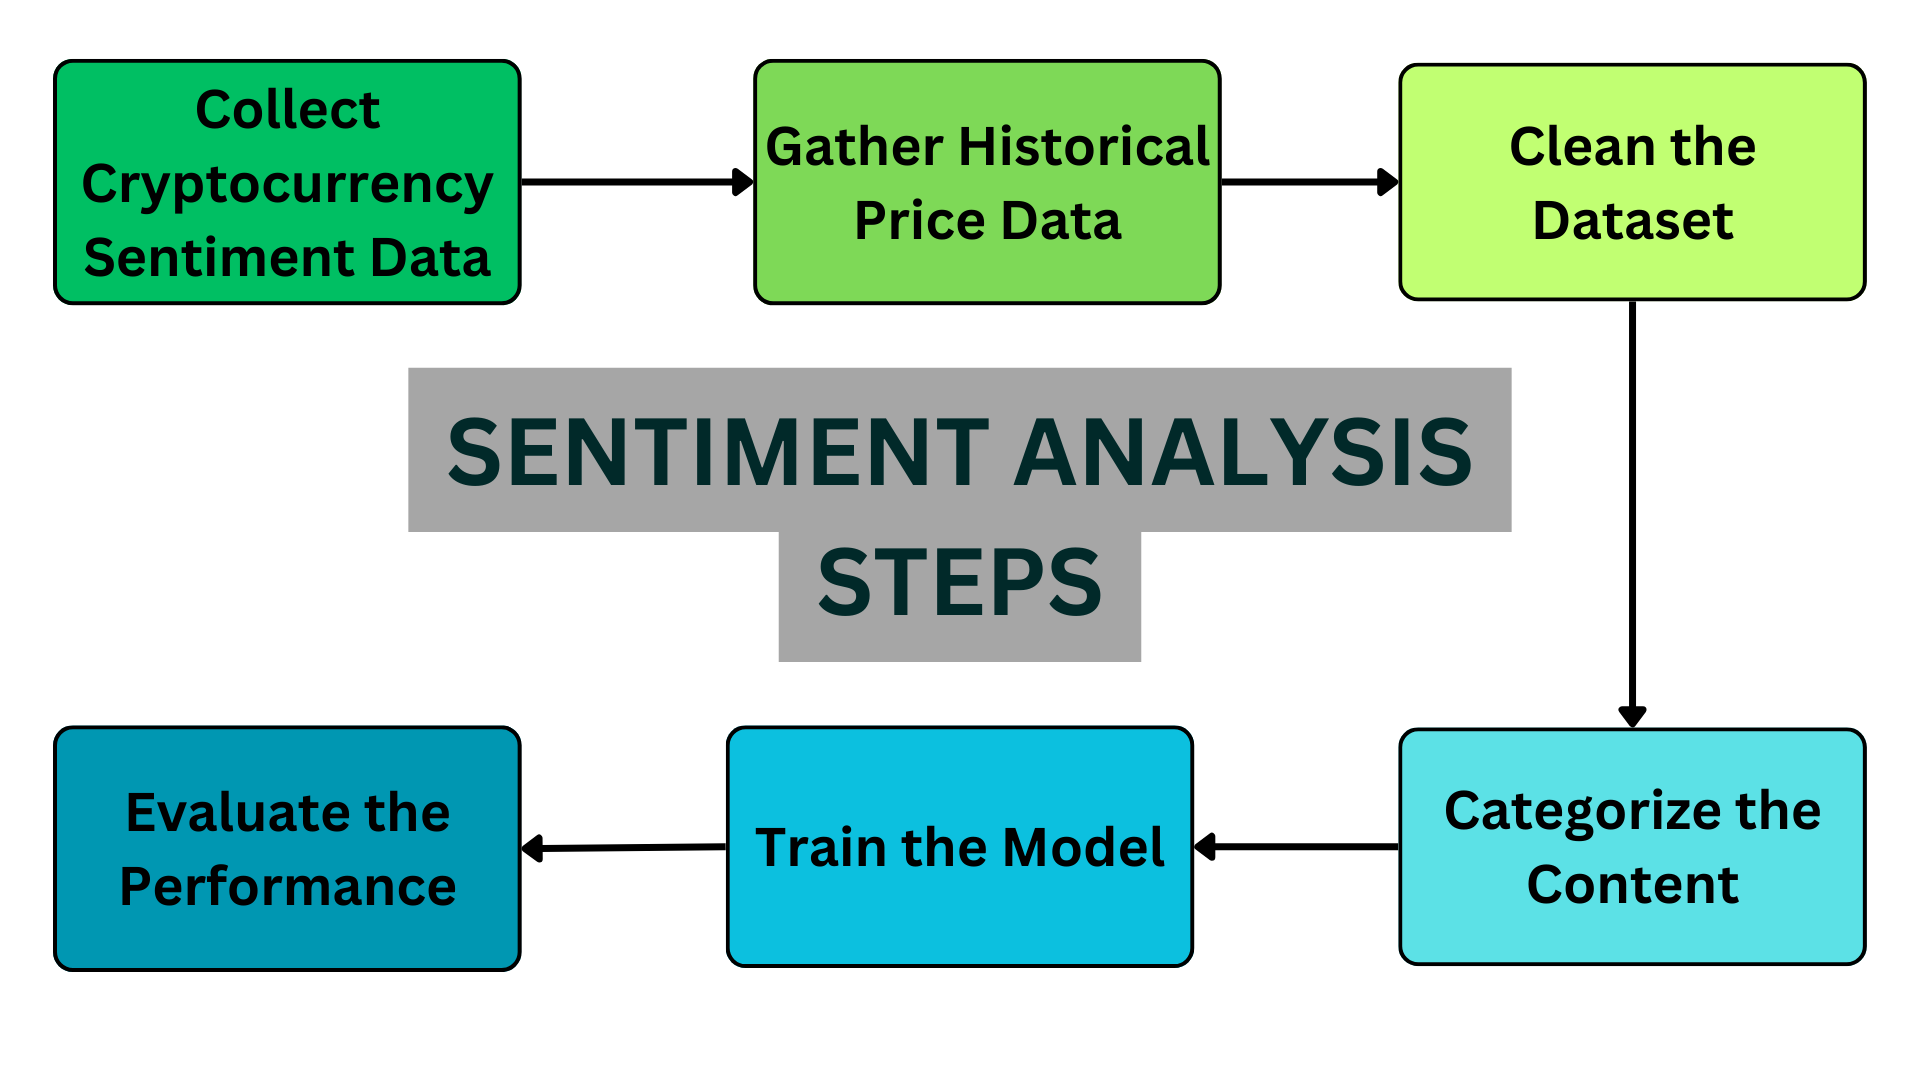 Collect
Cryptocurrency
Sentiment Data
Gather Historical
Price Data
Clean the
Dataset
SENTIMENT ANALYSIS
STEPS
Evaluate the
Performance
Train the Model
Categorize the
Content